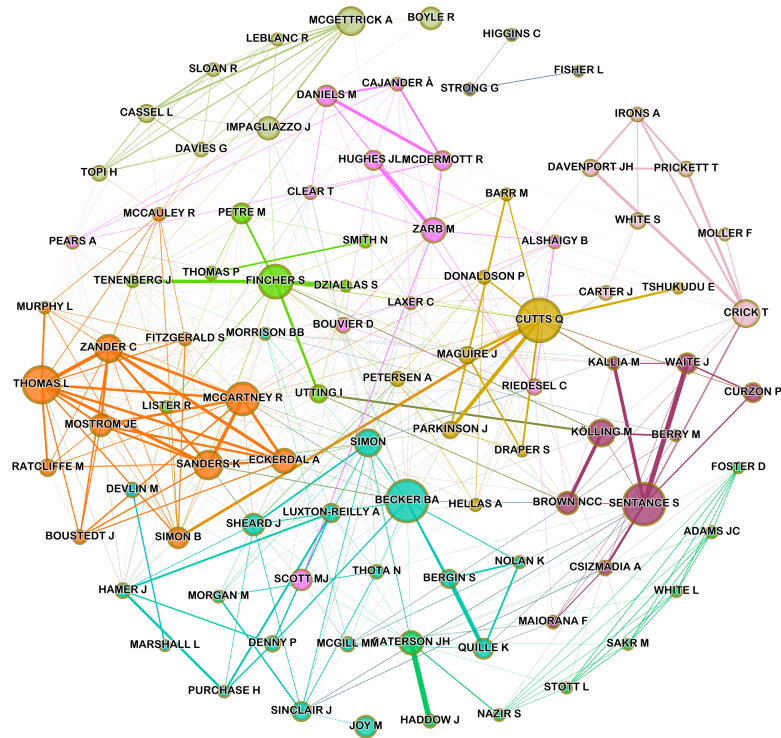 MCGETTRICK A
BOYLE R
LEBLANC R
HIGGINS C
SLOAN R
FISHER L
CAJANDER Å
STRONG G
DANIELS M
CASSEL L
IRONS A
IMPAGLIAZZO J
DAVIES G
HUGHES JL
MCDERMOTT R
DAVENPORT JH
PRICKETT T
TOPI H
CLEAR T
BARR M
MCCAULEY R
PETRE M
WHITE S
ZARB M
MOLLER F
PEARS A
SMITH N
ALSHAIGY B
THOMAS P
TENENBERG J
FINCHER S
DZIALLAS S
DONALDSON P
TSHUKUDU E
CARTER J
MURPHY L
LAXER C
CUTTS Q
CRICK T
BOUVIER D
MORRISON BB
FITZGERALD S
ZANDER C
MAGUIRE J
KALLIA M
WAITE J
THOMAS L
PETERSEN A
RIEDESEL C
CURZON P
UTTING I
MCCARTNEY R
LISTER R
MOSTROM JE
PARKINSON J
KÖLLING M
BERRY M
SIMON
DRAPER S
ECKERDAL A
SANDERS K
RATCLIFFE M
FOSTER D
DEVLIN M
BECKER BA
HELLAS A
BROWN NCC
SENTANCE S
LUXTON-REILLY A
SHEARD J
BOUSTEDT J
SIMON B
ADAMS JC
NOLAN K
THOTA N
CSIZMADIA A
BERGIN S
SCOTT MJ
HAMER J
MORGAN M
WHITE L
MAIORANA F
MARSHALL L
DENNY P
MCGILL MM
PATERSON JH
QUILLE K
SAKR M
PURCHASE H
STOTT L
SINCLAIR J
NAZIR S
JOY M
HADDOW J